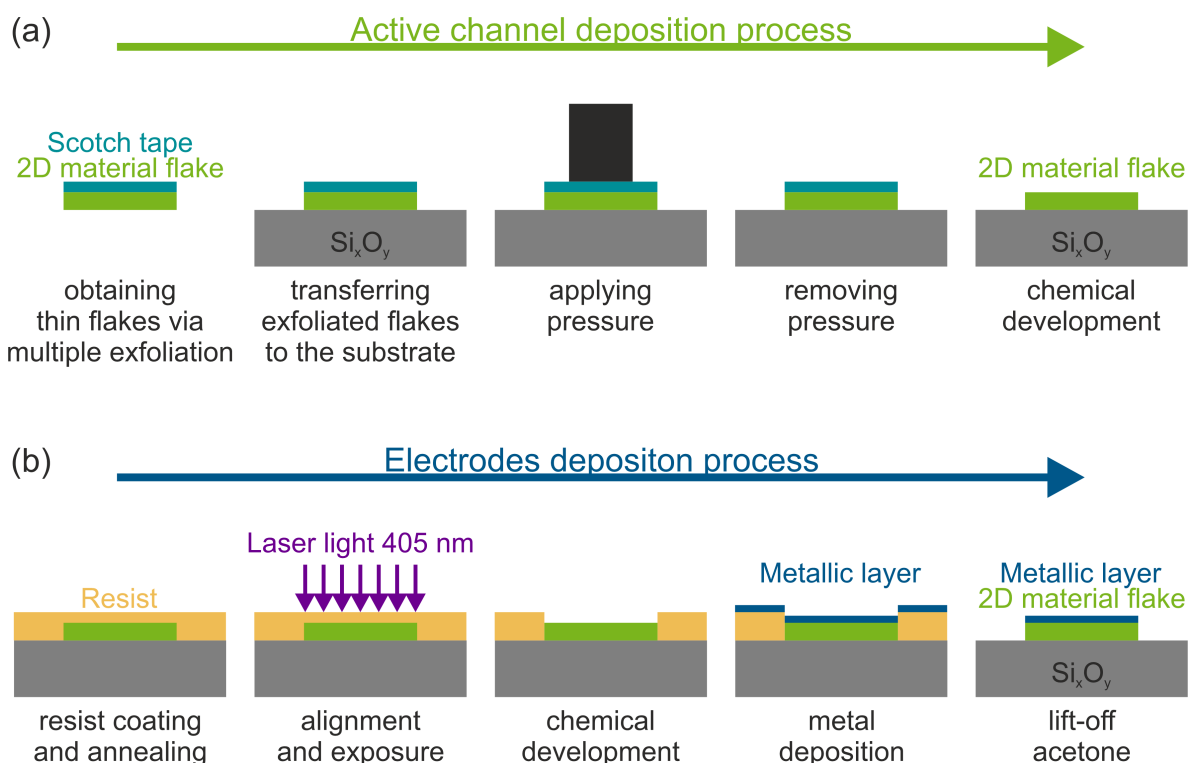 (a)
Active channel deposition process
Scotch tape
2D material flake
2D material flake
SiₓOᵧ
SiₓOᵧ
obtaining
thin flakes via
multiple exfoliation
transferring
exfoliated flakes
to the substrate
applying
pressure
removing
pressure
chemical
development
(b)
Electrodes depositon process
Laser light 405 nm
Resist
Metallic layer
Metallic layer
2D material flake
SiₓOᵧ
resist coating
and annealing
alignment
and exposure
chemical
development
metal
deposition
lift-off
acetone